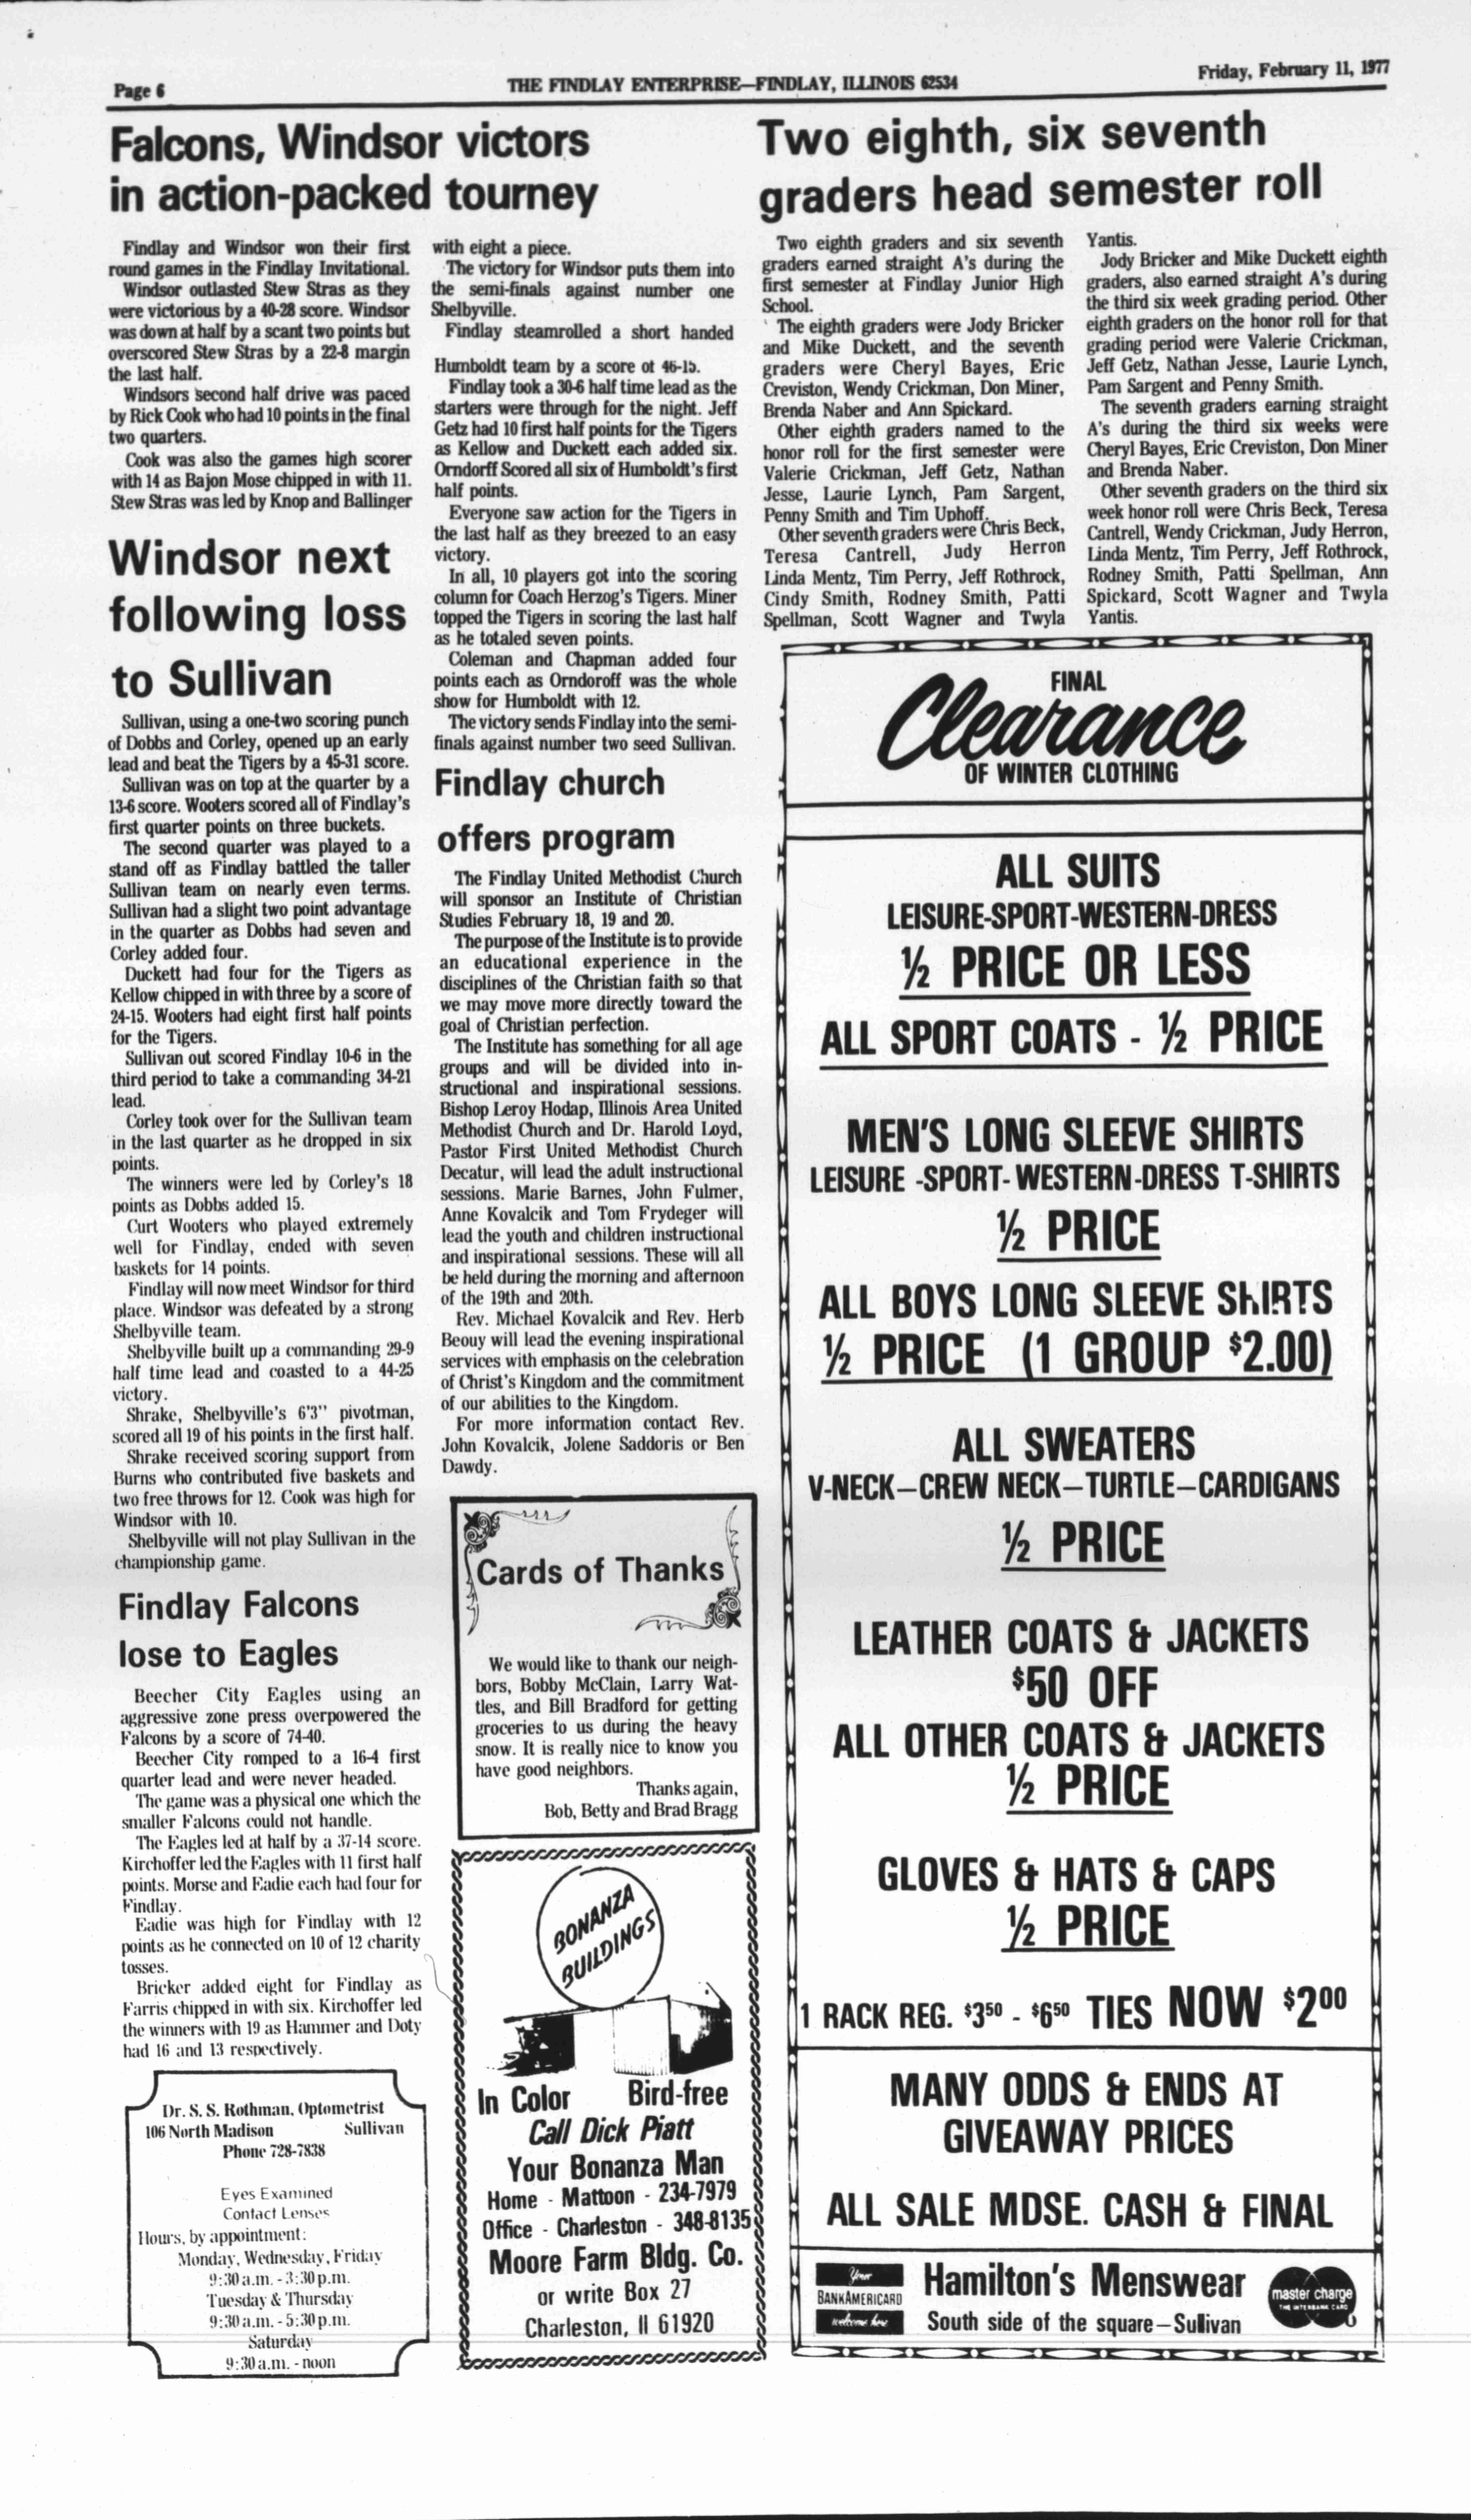 Page 6
THE FINDLAY ENTERPRISE—FINDLAY, ILLINOIS 62534
Friday, February 11, 1977
Falcons, Windsor victors
in action-packed tourney
Findlay and Windsor won their first
round games in the Findlay Invitational.
Windsor outlasted Stew Stras as they
were victorious by a 40-28 score. Windsor
was down at half by a scant two points but
overscored Stew Stras by a 22-8 margin
the last half.
Windsors second half drive was paced
by Rick Cook who had 10 points in the final
two quarters.
Cook was also the games high scorer
with 14 as Bajon Mose chipped in with 11.
Stew Stras was led by Knop and Ballinger
with eight a piece.
The victory for Windsor puts them into
the semi-finals against number one
Shelbyville.
Findlay steamrolled a short handed
Humboldt team by a score ot 46-15.
Findlay took a 30-6 half time lead as the
starters were through for the night. Jeff
Getz had 10 first half points for the Tigers
as Kellow and Duckett each added six.
Orndorff Scored all six of Humboldt's first
half points.
Everyone saw action for the Tigers in
the last half as they breezed to an easy
victory.
In all, 10 players got into the scoring
column for Coach Herzog's Tigers. Miner
topped the Tigers in scoring the last half
as he totaled seven points.
Coleman and Chapman added four
points each as Orndoroff was the whole
show for Humboldt with 12.
The victory sends Findlay into the semi-
finals against number two seed Sullivan.
Windsor next
following loss
to Sullivan
Sullivan, using a one-two scoring punch
of Dobbs and Corley, opened up an early
lead and beat the Tigers by a 45-31 score.
Sullivan was on top at the quarter by a
13-6 score. Wooters scored all of Findlay's
first quarter points on three buckets.
The second quarter was played to a
stand off as Findlay battled the taller
Sullivan team on nearly even terms.
Sullivan had a slight two point advantage
in the quarter as Dobbs had seven and
Corley added four.
Duckett had four for the Tigers as
Kellow chipped in with three by a score of
24-15. Wooters had eight first half points
for the Tigers.
Sullivan out scored Findlay 10-6 in the
third period to take a commanding 34-21
lead.
Corley took over for the Sullivan team
in the last quarter as he dropped in six
points.
The winners were led by Corley's 18
points as Dobbs added 15.
Curt Wooters who played extremely
well for Findlay, ended with seven
baskets for 14 points.
Findlay will now meet Windsor for third
place. Windsor was defeated by a strong
Shelbyville team.
Shelbyville built up a commanding 29-9
half time lead and coasted to a 44-25
victory.
Shrake, Shelbyville's 6'3" pivotman,
scored all 19 of his points in the first half.
Shrake received scoring support from
Burns who contributed five baskets and
two free throws for 12. Cook was high for
Windsor with 10.
Shelbyville will not play Sullivan in the
championship game.
Findlay Falcons
lose to Eagles
Beecher City Eagles using an
aggressive zone press overpowered the
Falcons by a score of 74-40.
Beecher City romped to a 16-4 first
quarter lead and were never headed.
The game was a physical one which the
smaller Falcons could not handle.
The Eagles led at half by a 37-14 score.
Kirchoffer led the Eagles with 11 first half
points. Morse and Eadie each had four for
Findlay.
Eadie was high for Findlay with 12
points as he connected on 10 of 12 charity
tosses.
Bricker added eight for Findlay as
Farris chipped in with six. Kirchoffer led
the winners with 19 as Hammer and Doty
had 16 and 13 respectively.
Dr. S. S. Rothman, Optometrist
106 North Madison Sullivan
Phone 728-7838
Eyes Examined
Contact Lenses
Hours, by appointment:
Monday, Wednesday, Friday
9:30 a.m. - 3:30 p.m.
Tuesday & Thursday
9:30 a.m. - 5:30 p.m.
Saturday
9:30 a.m. - noon
Findlay church
offers program
The Findlay United Methodist Church
will sponsor an Institute of Christian
Studies February 18, 19 and 20.
The purpose of the Institute is to provide
an educational experience in the
disciplines of the Christian faith so that
we may move more directly toward the
goal of Christian perfection.
The Institute has something for all age
groups and will be divided into in-
structional and inspirational sessions.
Bishop Leroy Hodap, Illinois Area United
Methodist Church and Dr. Harold Loyd,
Pastor First United Methodist Church
Decatur, will lead the adult instructional
sessions. Marie Barnes, John Fulmer,
Anne Kovalcik and Tom Frydeger will
lead the youth and children instructional
and inspirational sessions. These will all
be held during the morning and afternoon
of the 19th and 20th.
Rev. Michael Kovalcik and Rev. Herb
Beouy will lead the evening inspirational
services with emphasis on the celebration
of Christ's Kingdom and the commitment
of our abilities to the Kingdom.
For more information contact Rev.
John Kovalcik, Jolene Saddoris or Ben
Dawdy.
Cards of Thanks
We would like to thank our neigh-
bors, Bobby McClain, Larry Wat-
tles, and Bill Bradford for getting
groceries to us during the heavy
snow. It is really nice to know you
have good neighbors.
Thanks again,
Bob, Betty and Brad Bragg
BONANZA
BUILDINGS
In Color Bird-free
Call Dick Piatt
Your Bonanza Man
Home - Mattoon - 234-7979
Office - Charleston - 348-8135
Moore Farm Bldg. Co.
or write Box 27
Charleston, Il 61920
Two eighth, six seventh
graders head semester roll
Two eighth graders and six seventh
graders earned straight A's during the
first semester at Findlay Junior High
School.
The eighth graders were Jody Bricker
and Mike Duckett, and the seventh
graders were Cheryl Bayes, Eric
Creviston, Wendy Crickman, Don Miner,
Brenda Naber and Ann Spickard.
Other eighth graders named to the
honor roll for the first semester were
Valerie Crickman, Jeff Getz, Nathan
Jesse, Laurie Lynch, Pam Sargent,
Penny Smith and Tim Uphoff.
Other seventh graders were Chris Beck,
Teresa Cantrell, Judy Herron
Linda Mentz, Tim Perry, Jeff Rothrock,
Cindy Smith, Rodney Smith, Patti
Spellman, Scott Wagner and Twyla
Yantis.
Jody Bricker and Mike Duckett eighth
graders, also earned straight A's during
the third six week grading period. Other
eighth graders on the honor roll for that
grading period were Valerie Crickman,
Jeff Getz, Nathan Jesse, Laurie Lynch,
Pam Sargent and Penny Smith.
The seventh graders earning straight
A's during the third six weeks were
Cheryl Bayes, Eric Creviston, Don Miner
and Brenda Naber.
Other seventh graders on the third six
week honor roll were Chris Beck, Teresa
Cantrell, Wendy Crickman, Judy Herron,
Linda Mentz, Tim Perry, Jeff Rothrock,
Rodney Smith, Patti Spellman, Ann
Spickard, Scott Wagner and Twyla
Yantis.
FINAL
Clearance
OF WINTER CLOTHING
ALL SUITS
LEISURE-SPORT-WESTERN-DRESS
½ PRICE OR LESS
ALL SPORT COATS - ½ PRICE
MEN'S LONG SLEEVE SHIRTS
LEISURE -SPORT- WESTERN-DRESS T-SHIRTS
½ PRICE
ALL BOYS LONG SLEEVE SHIRTS
½ PRICE (1 GROUP $2.00)
ALL SWEATERS
V-NECK—CREW NECK—TURTLE—CARDIGANS
½ PRICE
LEATHER COATS & JACKETS
$50 OFF
ALL OTHER COATS & JACKETS
½ PRICE
GLOVES & HATS & CAPS
½ PRICE
1 RACK REG. $3⁵⁰ - $6⁵⁰ TIES NOW $2⁰⁰
MANY ODDS & ENDS AT
GIVEAWAY PRICES
ALL SALE MDSE. CASH & FINAL
Your
BANKAMERICARD
welcome here
Hamilton's Menswear
South side of the square—Sullivan
master charge
THE INTERBANK CARD